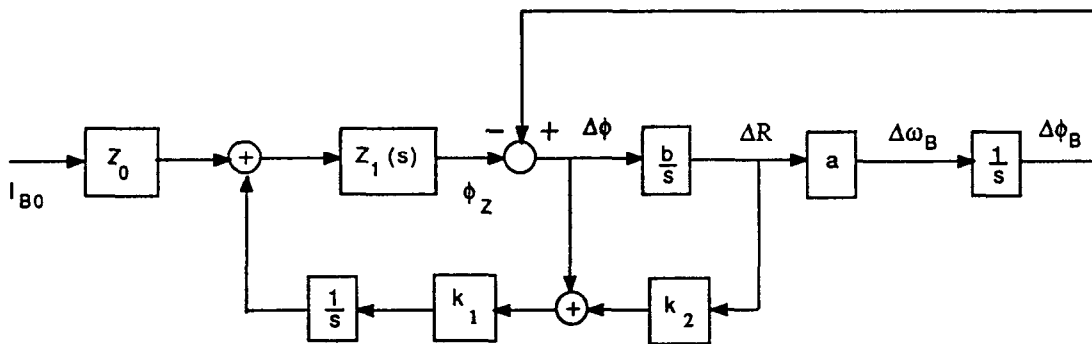 − + Δϕ ΔR Δω_B Δϕ_B
Z_0 + Z_1(s) b/s a 1/s
I_B0 ϕ_Z
1/s k_1 + k_2